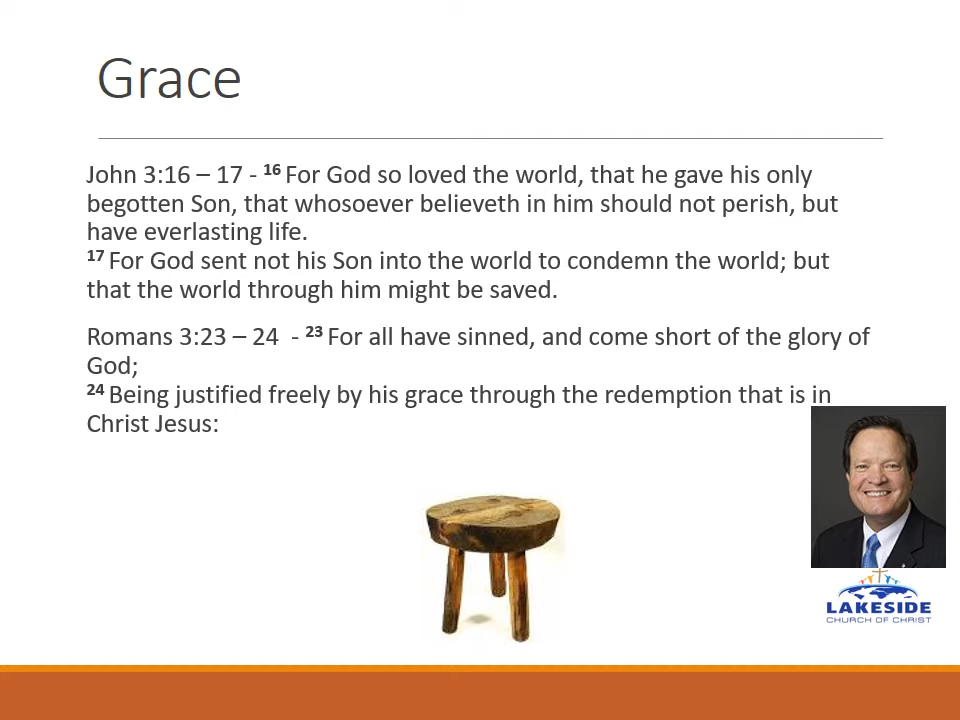 Grace
John 3:16 – 17 - 16 For God so loved the world, that he gave his only
begotten Son, that whosoever believeth in him should not perish, but
have everlasting life.
17 For God sent not his Son into the world to condemn the world; but
that the world through him might be saved.
Romans 3:23 – 24  - 23 For all have sinned, and come short of the glory of
God;
24 Being justified freely by his grace through the redemption that is in
Christ Jesus:
LAKESIDE
CHURCH OF CHRIST